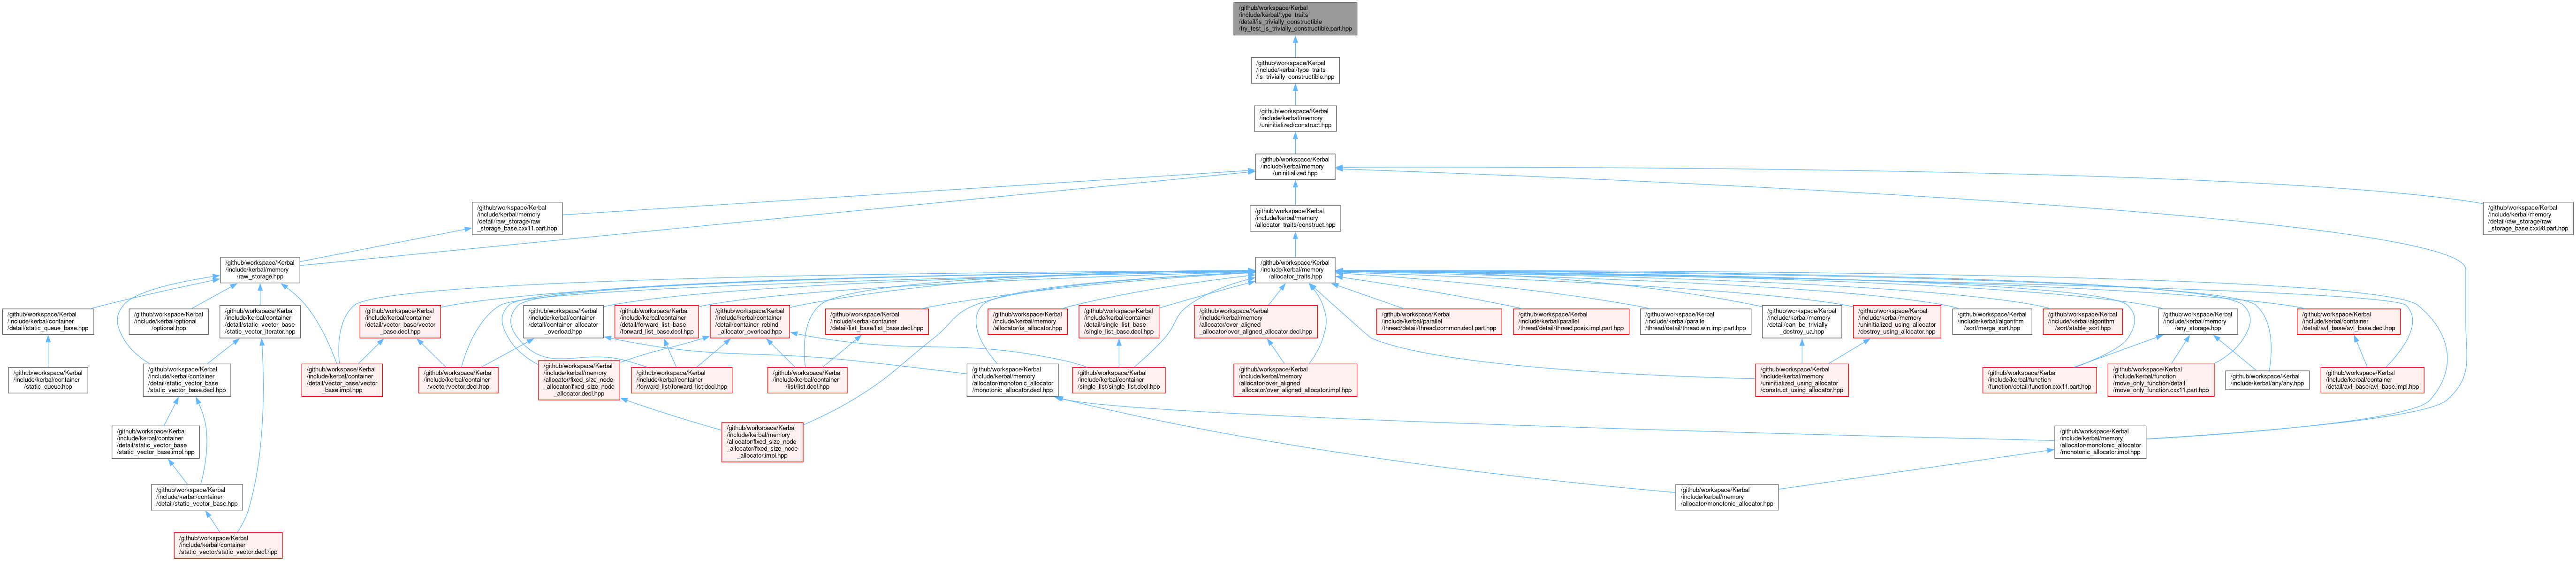 /github/workspace/Kerbal
/include/kerbal/type_traits
/detail/is_trivially_constructible
/try_test_is_trivially_constructible.part.hpp
/github/workspace/Kerbal
/include/kerbal/type_traits
/is_trivially_constructible.hpp
/github/workspace/Kerbal
/include/kerbal/memory
/uninitialized/construct.hpp
/github/workspace/Kerbal
/include/kerbal/memory
/uninitialized.hpp
/github/workspace/Kerbal
/include/kerbal/memory
/detail/raw_storage/raw
_storage_base.cxx11.part.hpp
/github/workspace/Kerbal
/include/kerbal/memory
/allocator_traits/construct.hpp
/github/workspace/Kerbal
/include/kerbal/memory
/detail/raw_storage/raw
_storage_base.cxx98.part.hpp
/github/workspace/Kerbal
/include/kerbal/memory
/raw_storage.hpp
/github/workspace/Kerbal
/include/kerbal/memory
/allocator_traits.hpp
/github/workspace/Kerbal
/include/kerbal/container
/detail/static_queue_base.hpp
/github/workspace/Kerbal
/include/kerbal/optional
/optional.hpp
/github/workspace/Kerbal
/include/kerbal/container
/detail/static_vector_base
/static_vector_iterator.hpp
/github/workspace/Kerbal
/include/kerbal/container
/detail/vector_base/vector
_base.decl.hpp
/github/workspace/Kerbal
/include/kerbal/container
/detail/container_allocator
_overload.hpp
/github/workspace/Kerbal
/include/kerbal/container
/detail/forward_list_base
/forward_list_base.decl.hpp
/github/workspace/Kerbal
/include/kerbal/container
/detail/container_rebind
_allocator_overload.hpp
/github/workspace/Kerbal
/include/kerbal/container
/detail/list_base/list_base.decl.hpp
/github/workspace/Kerbal
/include/kerbal/memory
/allocator/is_allocator.hpp
/github/workspace/Kerbal
/include/kerbal/container
/detail/single_list_base
/single_list_base.decl.hpp
/github/workspace/Kerbal
/include/kerbal/memory
/allocator/over_aligned
_allocator/over_aligned_allocator.decl.hpp
/github/workspace/Kerbal
/include/kerbal/parallel
/thread/detail/thread.common.decl.part.hpp
/github/workspace/Kerbal
/include/kerbal/parallel
/thread/detail/thread.posix.impl.part.hpp
/github/workspace/Kerbal
/include/kerbal/parallel
/thread/detail/thread.win.impl.part.hpp
/github/workspace/Kerbal
/include/kerbal/memory
/detail/can_be_trivially
_destroy_ua.hpp
/github/workspace/Kerbal
/include/kerbal/memory
/uninitialized_using_allocator
/destroy_using_allocator.hpp
/github/workspace/Kerbal
/include/kerbal/algorithm
/sort/merge_sort.hpp
/github/workspace/Kerbal
/include/kerbal/algorithm
/sort/stable_sort.hpp
/github/workspace/Kerbal
/include/kerbal/memory
/any_storage.hpp
/github/workspace/Kerbal
/include/kerbal/container
/detail/avl_base/avl_base.decl.hpp
/github/workspace/Kerbal
/include/kerbal/container
/static_queue.hpp
/github/workspace/Kerbal
/include/kerbal/container
/detail/static_vector_base
/static_vector_base.decl.hpp
/github/workspace/Kerbal
/include/kerbal/container
/detail/vector_base/vector
_base.impl.hpp
/github/workspace/Kerbal
/include/kerbal/container
/vector/vector.decl.hpp
/github/workspace/Kerbal
/include/kerbal/memory
/allocator/fixed_size_node
_allocator/fixed_size_node
_allocator.decl.hpp
/github/workspace/Kerbal
/include/kerbal/container
/forward_list/forward_list.decl.hpp
/github/workspace/Kerbal
/include/kerbal/container
/list/list.decl.hpp
/github/workspace/Kerbal
/include/kerbal/memory
/allocator/monotonic_allocator
/monotonic_allocator.decl.hpp
/github/workspace/Kerbal
/include/kerbal/container
/single_list/single_list.decl.hpp
/github/workspace/Kerbal
/include/kerbal/memory
/allocator/over_aligned
_allocator/over_aligned_allocator.impl.hpp
/github/workspace/Kerbal
/include/kerbal/memory
/uninitialized_using_allocator
/construct_using_allocator.hpp
/github/workspace/Kerbal
/include/kerbal/function
/function/detail/function.cxx11.part.hpp
/github/workspace/Kerbal
/include/kerbal/function
/move_only_function/detail
/move_only_function.cxx11.part.hpp
/github/workspace/Kerbal
/include/kerbal/any/any.hpp
/github/workspace/Kerbal
/include/kerbal/container
/detail/avl_base/avl_base.impl.hpp
/github/workspace/Kerbal
/include/kerbal/container
/detail/static_vector_base
/static_vector_base.impl.hpp
/github/workspace/Kerbal
/include/kerbal/memory
/allocator/fixed_size_node
_allocator/fixed_size_node
_allocator.impl.hpp
/github/workspace/Kerbal
/include/kerbal/memory
/allocator/monotonic_allocator
/monotonic_allocator.impl.hpp
/github/workspace/Kerbal
/include/kerbal/container
/detail/static_vector_base.hpp
/github/workspace/Kerbal
/include/kerbal/memory
/allocator/monotonic_allocator.hpp
/github/workspace/Kerbal
/include/kerbal/container
/static_vector/static_vector.decl.hpp